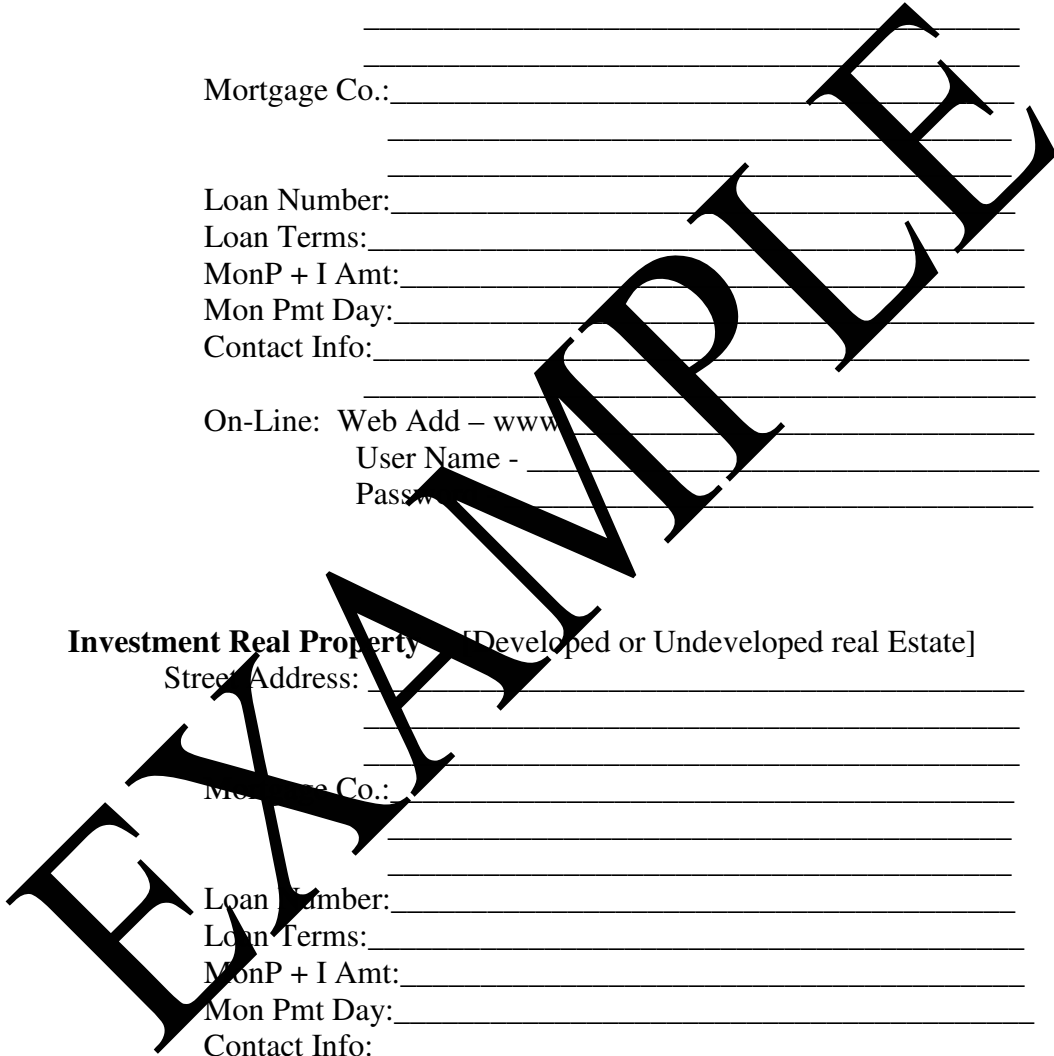 Mortgage Co.:
Loan Number:
Loan Terms:
MonP + I Amt:
Mon Pmt Day:
Contact Info:
On-Line: Web Add – www
User Name -
Investment Real Property [Developed or Undeveloped real Estate]
Street Address:
Mortgage Co.:
Loan Number:
Loan Terms:
MonP + I Amt:
Mon Pmt Day:
Contact Info:
EXAMPLE